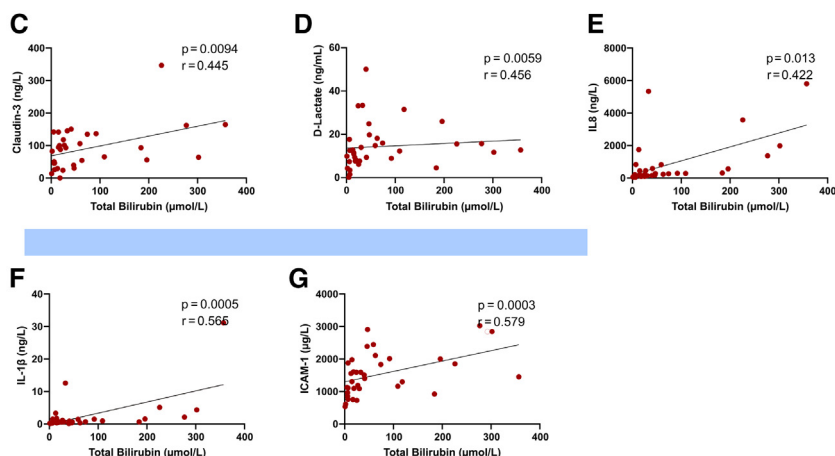 C
p = 0.0094
r = 0.445
Claudin-3 (ng/L)
400
300
200
100
0
0 100 200 300 400
Total Bilirubin (µmol/L)
D
p = 0.0059
r = 0.456
D-Lactate (ng/mL)
60
40
20
0
0 100 200 300 400
Total Bilirubin (µmol/L)
E
p = 0.013
r = 0.422
IL8 (ng/L)
8000
6000
4000
2000
0
0 100 200 300 400
Total Bilirubin (µmol/L)
F
p = 0.0005
r = 0.565
IL-1β (ng/L)
40
30
20
10
0
0 100 200 300 400
Total Bilirubin (µmol/L)
G
p = 0.0003
r = 0.579
ICAM-1 (µg/L)
4000
3000
2000
1000
0
0 100 200 300 400
Total Bilirubin (µmol/L)